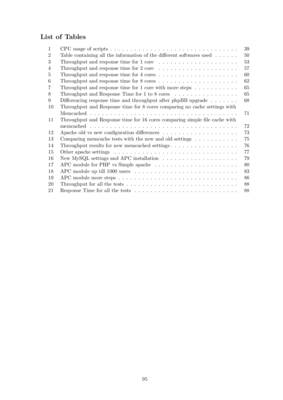 List of Tables
1 CPU usage of scripts . . . . . . . . . . . . . . . . . . . . 39
2 Table containing all the information of the different softwares used . . . . . . 50
3 Throughput and response time for 1 core . . . . . . . . . . . . . . . . 53
4 Throughput and response time for 2 core . . . . . . . . . . . . . . . . 57
5 Throughput and response time for 4 cores . . . . . . . . . . . . . . . . 60
6 Throughput and response time for 8 cores . . . . . . . . . . . . . . . . 62
7 Throughput and response time for 1 core with more steps . . . . . . . . . 65
8 Throughput and Response Time for 1 to 8 cores . . . . . . . . . . . . . 65
9 Differencing response time and throughput after phpBB upgrade . . . . . . 68
10 Throughput and Response time for 8 cores comparing no cache settings with
Memcached . . . . . . . . . . . . . . . . . . . . 71
11 Throughput and Response time for 16 cores comparing simple file cache with
memcached . . . . . . . . . . . . . . . . . . . . 72
12 Apache old vs new configuration differences . . . . . . . . . . . . . . 73
13 Comparing memcache tests with the new and old settings . . . . . . . . . 75
14 Throughput results for new memcached settings . . . . . . . . . . . . . 76
15 Other apache settings . . . . . . . . . . . . . . . . . . . . 77
16 New MySQL settings and APC installation . . . . . . . . . . . . . . . 79
17 APC module for PHP vs Simple apache . . . . . . . . . . . . . . . . 80
18 APC module up till 1000 users . . . . . . . . . . . . . . . . . . . . 83
19 APC module more steps . . . . . . . . . . . . . . . . . . . . 86
20 Throughput for all the tests . . . . . . . . . . . . . . . . . . . . 88
21 Response Time for all the tests . . . . . . . . . . . . . . . . . . . . 88
95